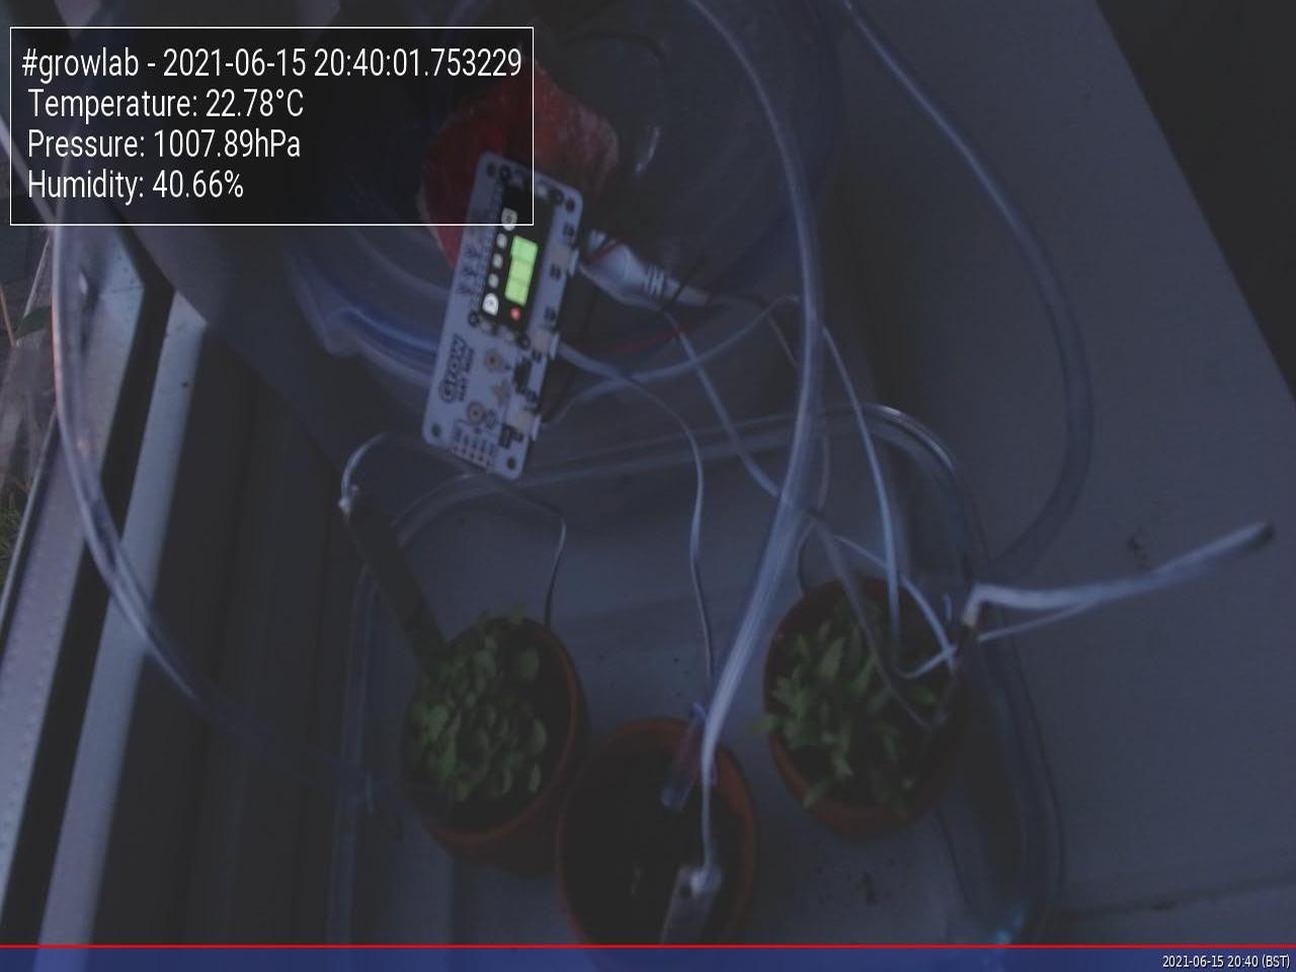 #growlab - 2021-06-15 20:40:01.753229
Temperature: 22.78°C
Pressure: 1007.89hPa
Humidity: 40.66%
GROW
2021-06-15 20:40 (BST)